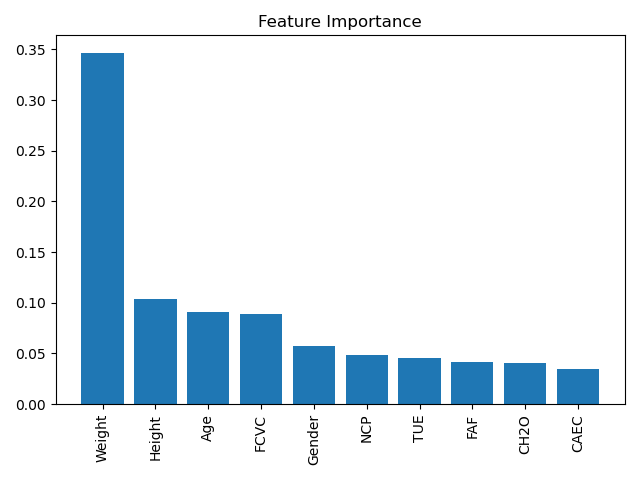 Feature Importance
0.35
0.30
0.25
0.20
0.15
0.10
0.05
0.00
Weight
Height
Age
FCVC
Gender
NCP
TUE
FAF
CH2O
CAEC